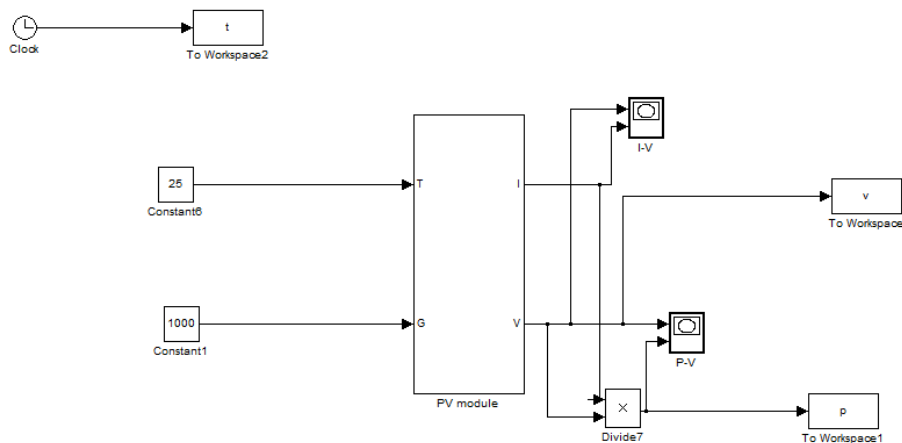 t
Clock
To Workspace2
I-V
25
T
I
v
Constant6
To Workspace
1000
G
V
Constant1
P-V
PV module
×
p
Divide7
To Workspace1